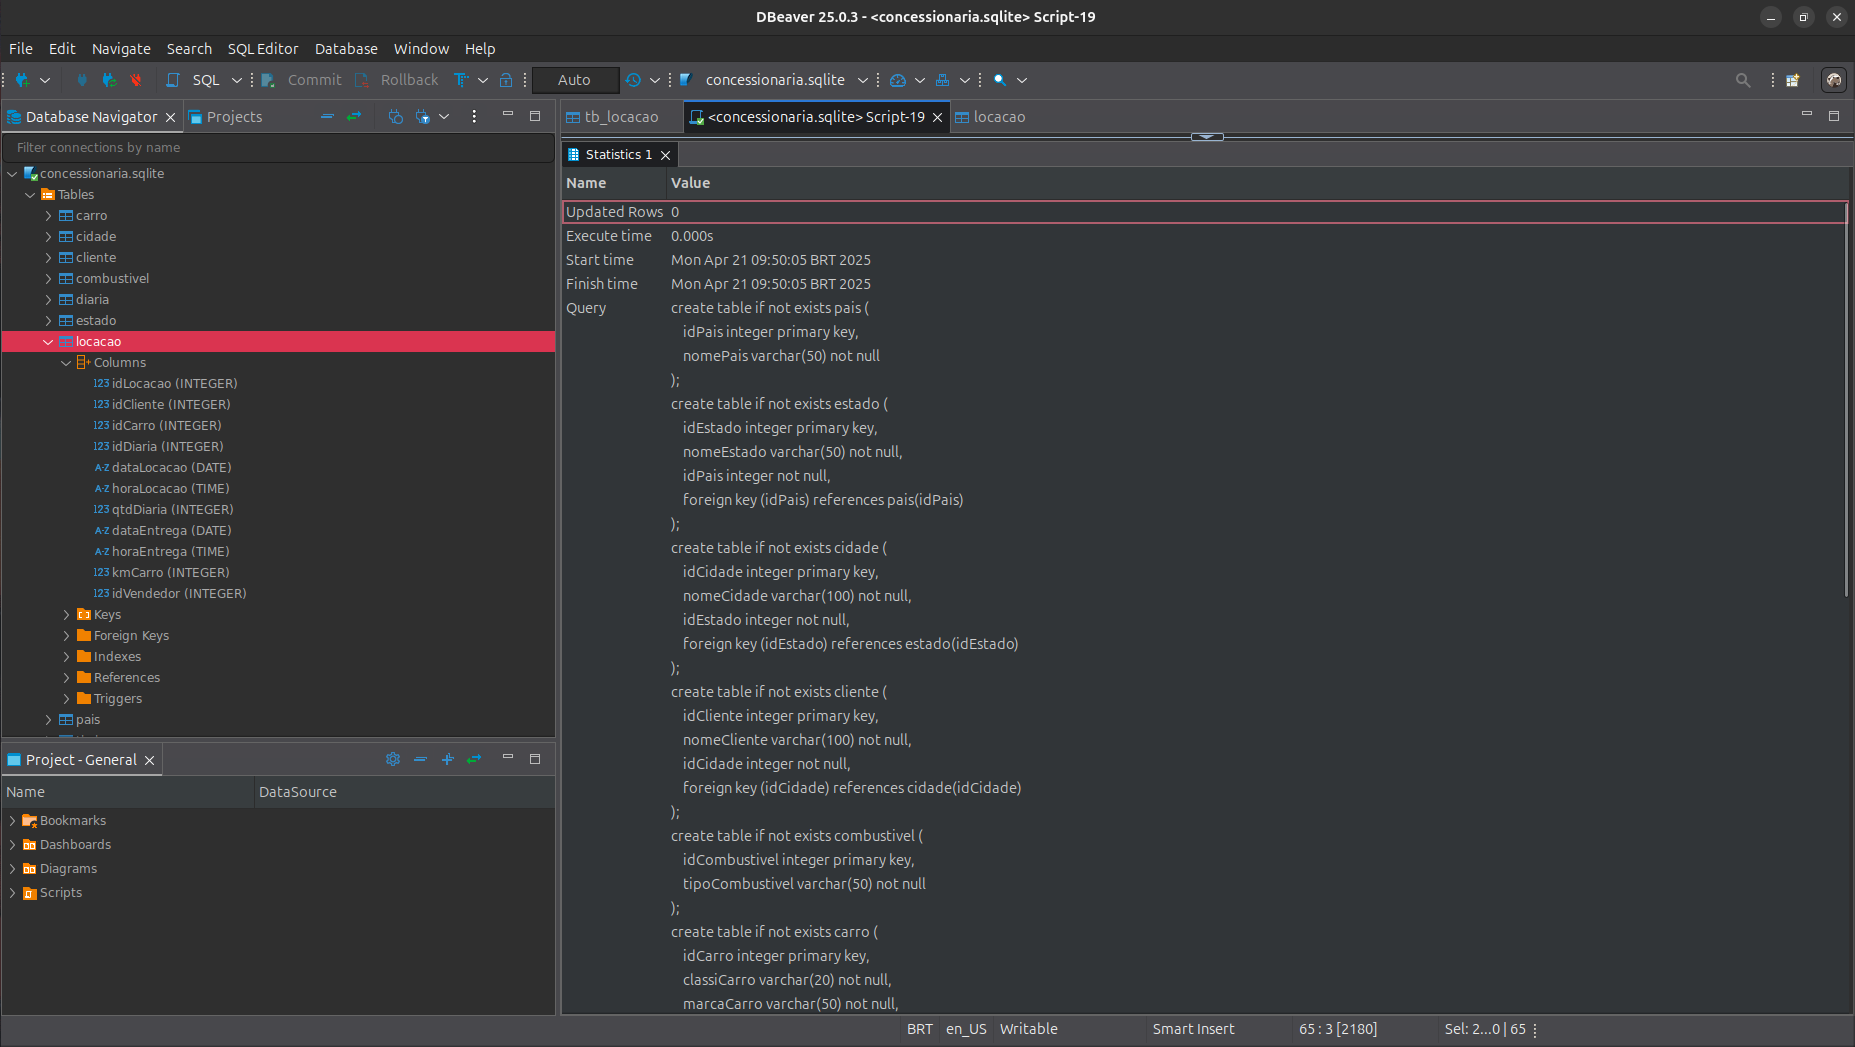 DBeaver 25.0.3 - <concessionaria.sqlite> Script-19
File Edit Navigate Search SQL Editor Database Window Help
SQL Commit Rollback Auto concessionaria.sqlite
Database Navigator Projects
Filter connections by name
concessionaria.sqlite
Tables
carro
cidade
cliente
combustivel
diaria
estado
locacao
Columns
123 idLocacao (INTEGER)
123 idCliente (INTEGER)
123 idCarro (INTEGER)
123 idDiaria (INTEGER)
A-Z dataLocacao (DATE)
A-Z horaLocacao (TIME)
123 qtdDiaria (INTEGER)
A-Z dataEntrega (DATE)
A-Z horaEntrega (TIME)
123 kmCarro (INTEGER)
123 idVendedor (INTEGER)
Keys
Foreign Keys
Indexes
References
Triggers
pais
Project - General
Name DataSource
Bookmarks
Dashboards
Diagrams
Scripts
tb_locacao <concessionaria.sqlite> Script-19 locacao
Statistics 1
Name Value
Updated Rows 0
Execute time 0.000s
Start time Mon Apr 21 09:50:05 BRT 2025
Finish time Mon Apr 21 09:50:05 BRT 2025
Query create table if not exists pais (
idPais integer primary key,
nomePais varchar(50) not null
);
create table if not exists estado (
idEstado integer primary key,
nomeEstado varchar(50) not null,
idPais integer not null,
foreign key (idPais) references pais(idPais)
);
create table if not exists cidade (
idCidade integer primary key,
nomeCidade varchar(100) not null,
idEstado integer not null,
foreign key (idEstado) references estado(idEstado)
);
create table if not exists cliente (
idCliente integer primary key,
nomeCliente varchar(100) not null,
idCidade integer not null,
foreign key (idCidade) references cidade(idCidade)
);
create table if not exists combustivel (
idCombustivel integer primary key,
tipoCombustivel varchar(50) not null
);
create table if not exists carro (
idCarro integer primary key,
classiCarro varchar(20) not null,
marcaCarro varchar(50) not null,
BRT en_US Writable Smart Insert 65 : 3 [2180] Sel: 2...0 | 65